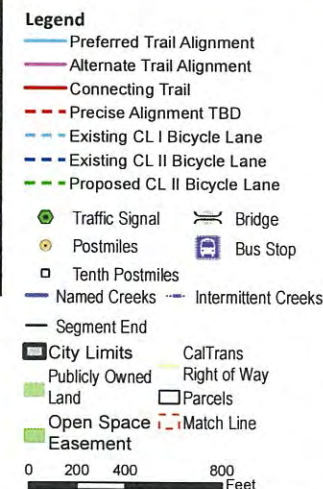 Legend
Preferred Trail Alignment
Alternate Trail Alignment
Connecting Trail
Precise Alignment TBD
Existing CL I Bicycle Lane
Existing CL II Bicycle Lane
Proposed CL II Bicycle Lane
Traffic Signal Bridge
Postmiles Bus Stop
Tenth Postmiles
Named Creeks Intermittent Creeks
Segment End
City Limits CalTrans
Publicly Owned Right of Way
Land Parcels
Open Space Match Line
Easement
0 200 400 800
Feet